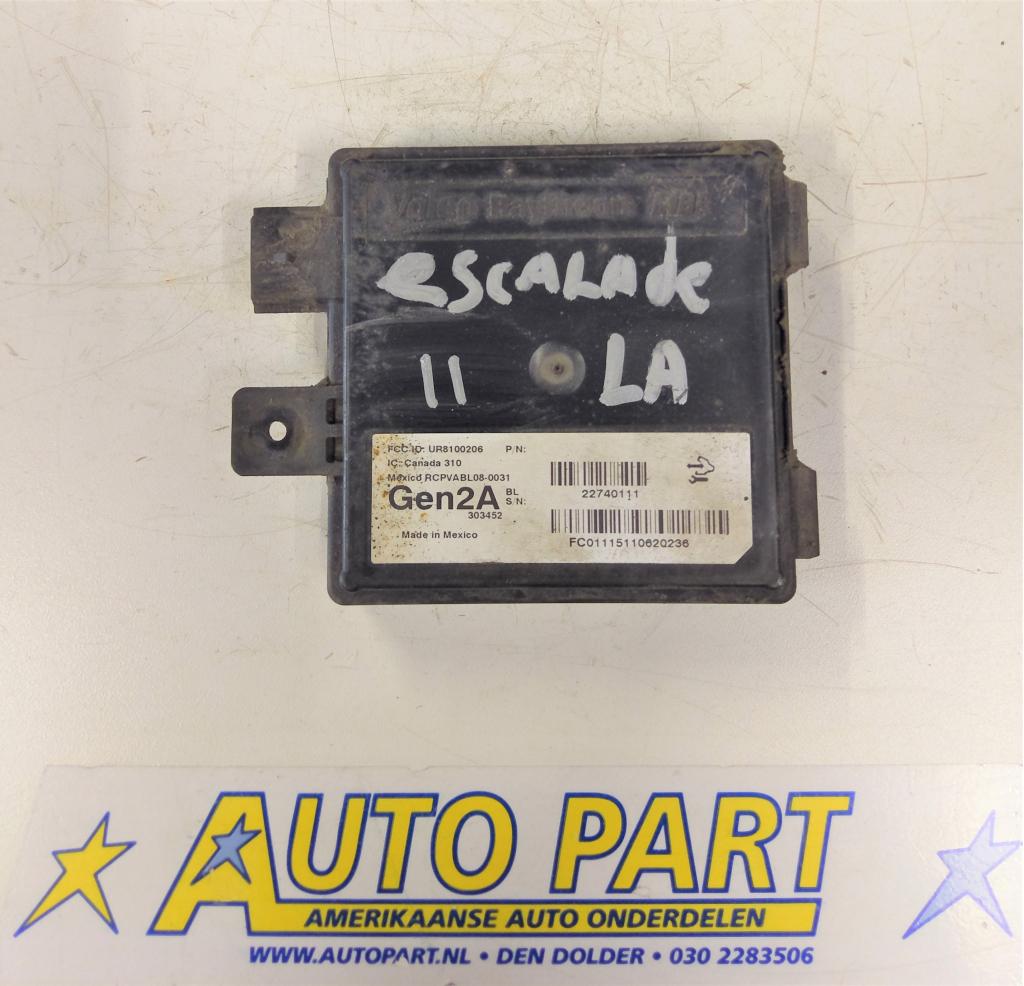 Valeo Raytheon
escalade
11 LA
FCC ID: UR8100206 P/N:
IC: Canada 310
Mexico RCPVABL08-0031
Gen2A BL S/N:
22740111
303452
Made in Mexico
FC01115110620236
AUTO PART
AMERIKAANSE AUTO ONDERDELEN
WWW.AUTOPART.NL • DEN DOLDER • 030 2283506